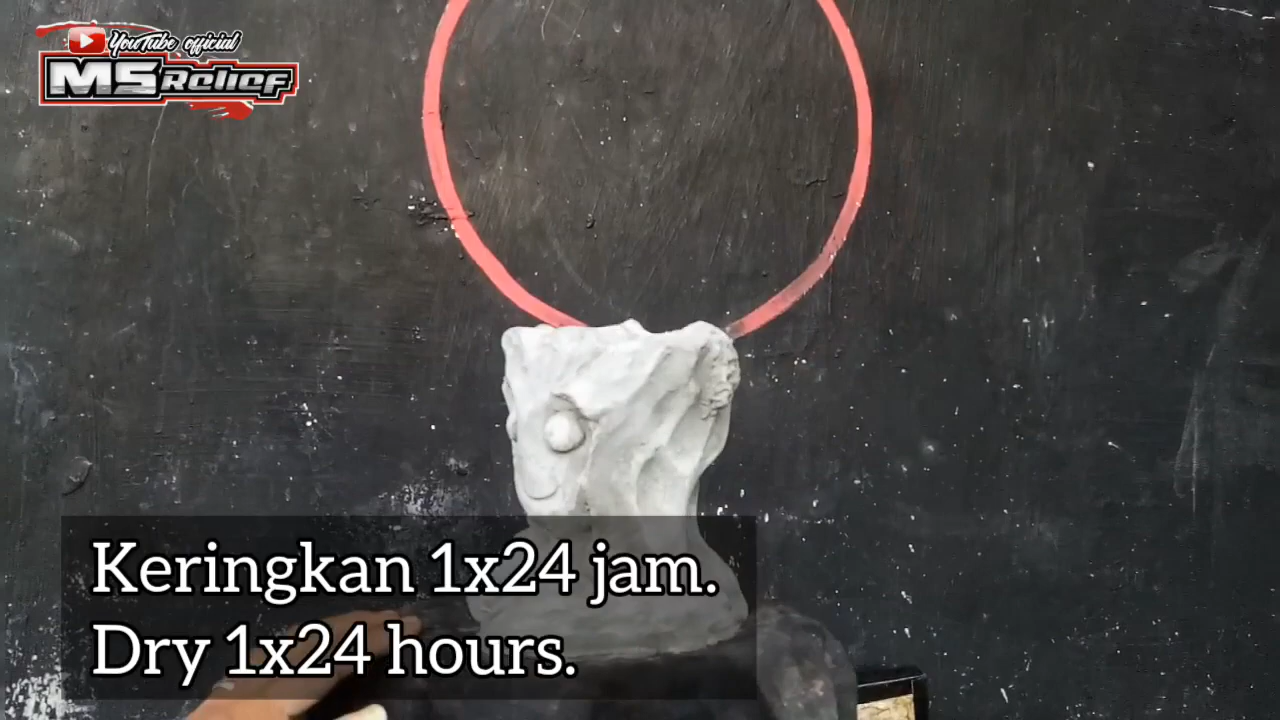 YouTube official
MS Relief
Keringkan 1x24 jam.
Dry 1x24 hours.